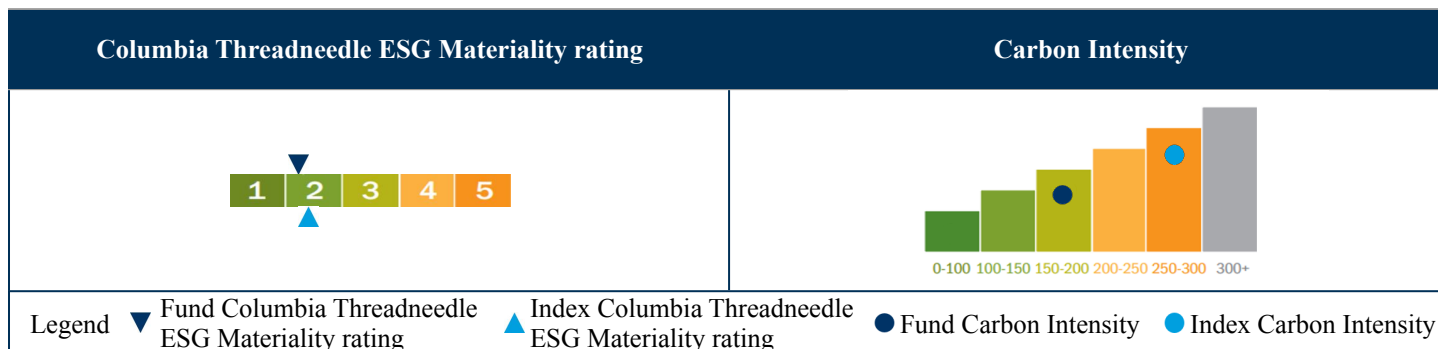 Columbia Threadneedle ESG Materiality rating
Carbon Intensity
1 2 3 4 5
0-100 100-150 150-200 200-250 250-300 300+
Legend
Fund Columbia Threadneedle
ESG Materiality rating
Index Columbia Threadneedle
ESG Materiality rating
Fund Carbon Intensity
Index Carbon Intensity